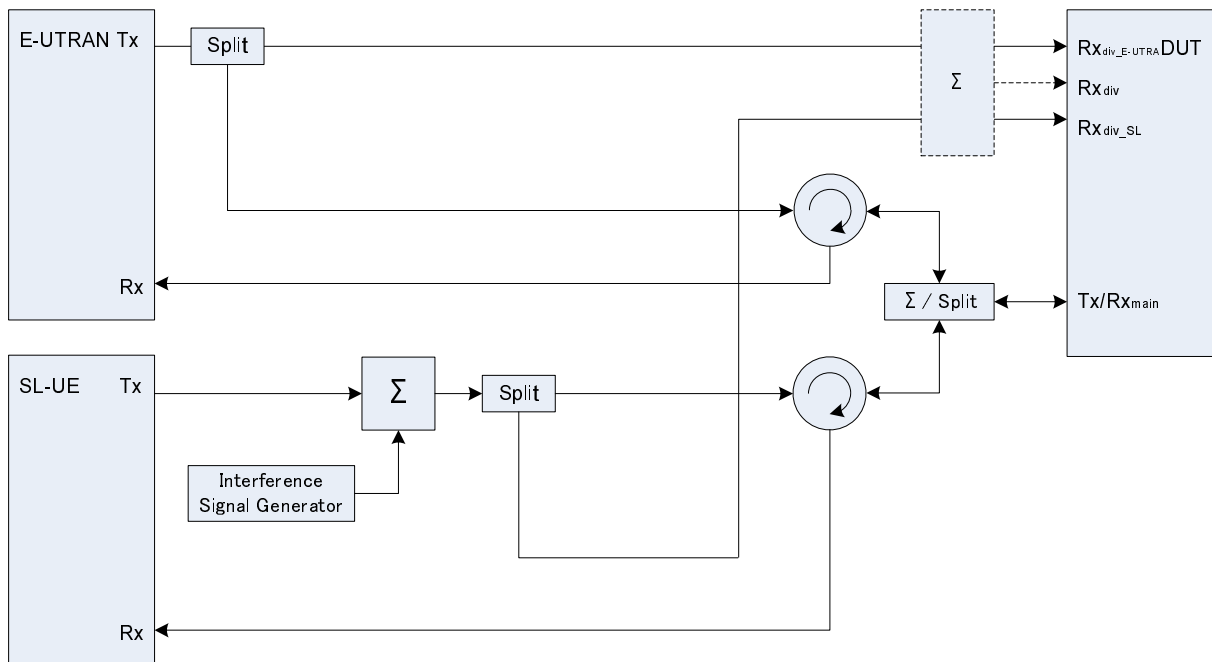 E-UTRAN Tx
Split
Σ
Rxdiv_E-UTRA DUT
Rxdiv
Rxdiv_SL
Rx
Σ / Split
Tx/Rxmain
SL-UE Tx
Σ
Split
Interference
Signal Generator
Rx